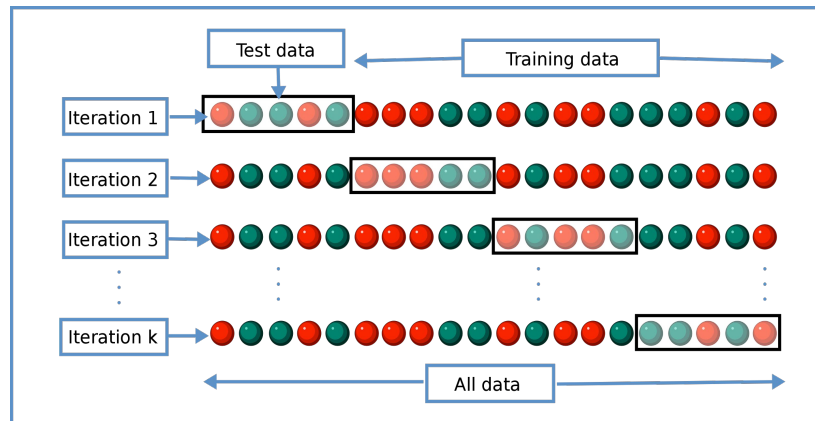 Test data
Training data
Iteration 1
Iteration 2
Iteration 3
Iteration k
All data